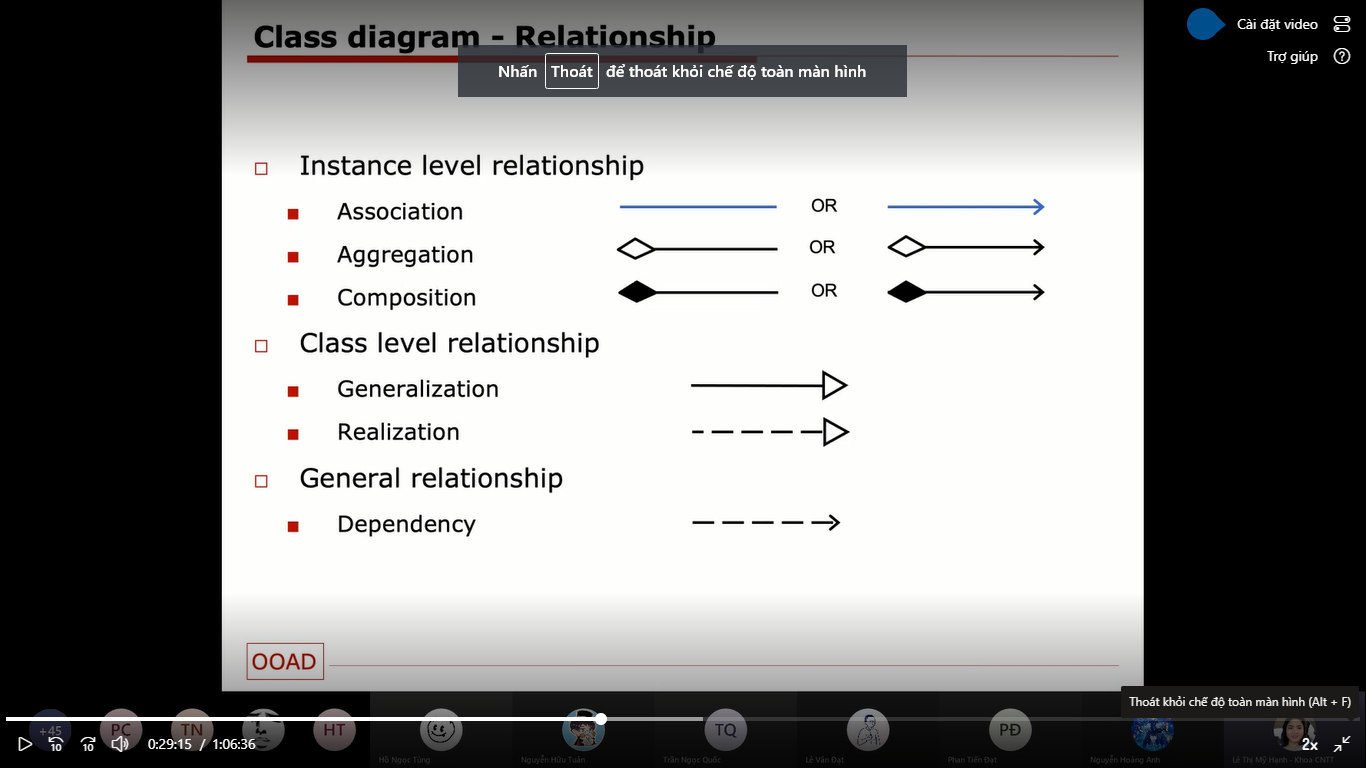 Class diagram - Relationship
Cài đặt video
Trợ giúp
Nhấn Thoát để thoát khỏi chế độ toàn màn hình
Instance level relationship
Association OR
Aggregation OR
Composition OR
Class level relationship
Generalization
Realization
General relationship
Dependency
OOAD
Thoát khỏi chế độ toàn màn hình (Alt + F)
+45 PC TN HT TQ PĐ
10 10 0:29:15 / 1:06:36 2x
Hồ Ngọc Tùng Nguyễn Hữu Tuân Trần Ngọc Quốc Lê Văn Đạt Phan Tiến Đạt Nguyễn Hoàng Anh Lê Thị Mỹ Hạnh - Khoa CNTT